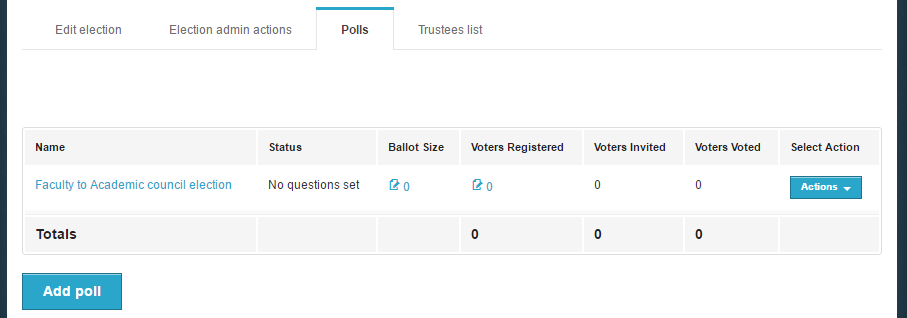 Edit election Election admin actions Polls Trustees list
Name Status Ballot Size Voters Registered Voters Invited Voters Voted Select Action
Faculty to Academic council election No questions set 0 0 0 0 Actions
Totals 0 0 0
Add poll